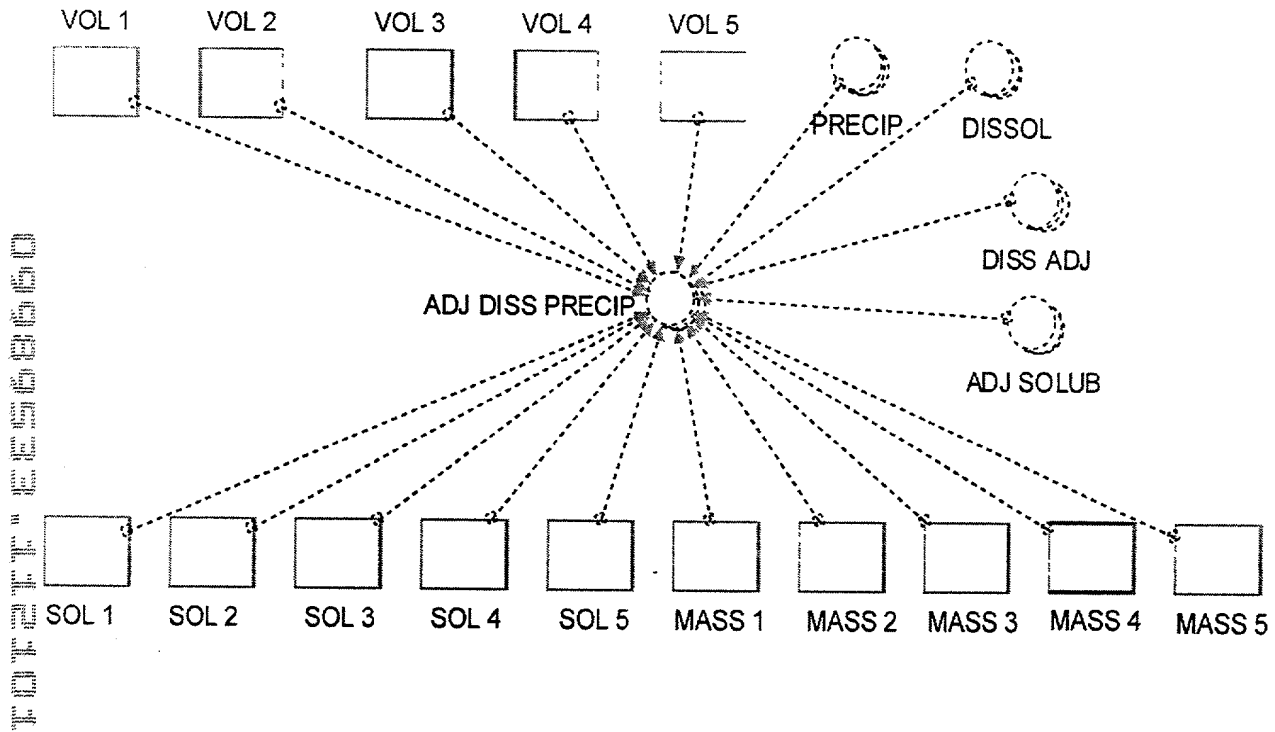 VOL 1 VOL 2 VOL 3 VOL 4 VOL 5
PRECIP DISSOL
DISS ADJ
ADJ DISS PRECIP
ADJ SOLUB
SOL 1 SOL 2 SOL 3 SOL 4 SOL 5 MASS 1 MASS 2 MASS 3 MASS 4 MASS 5